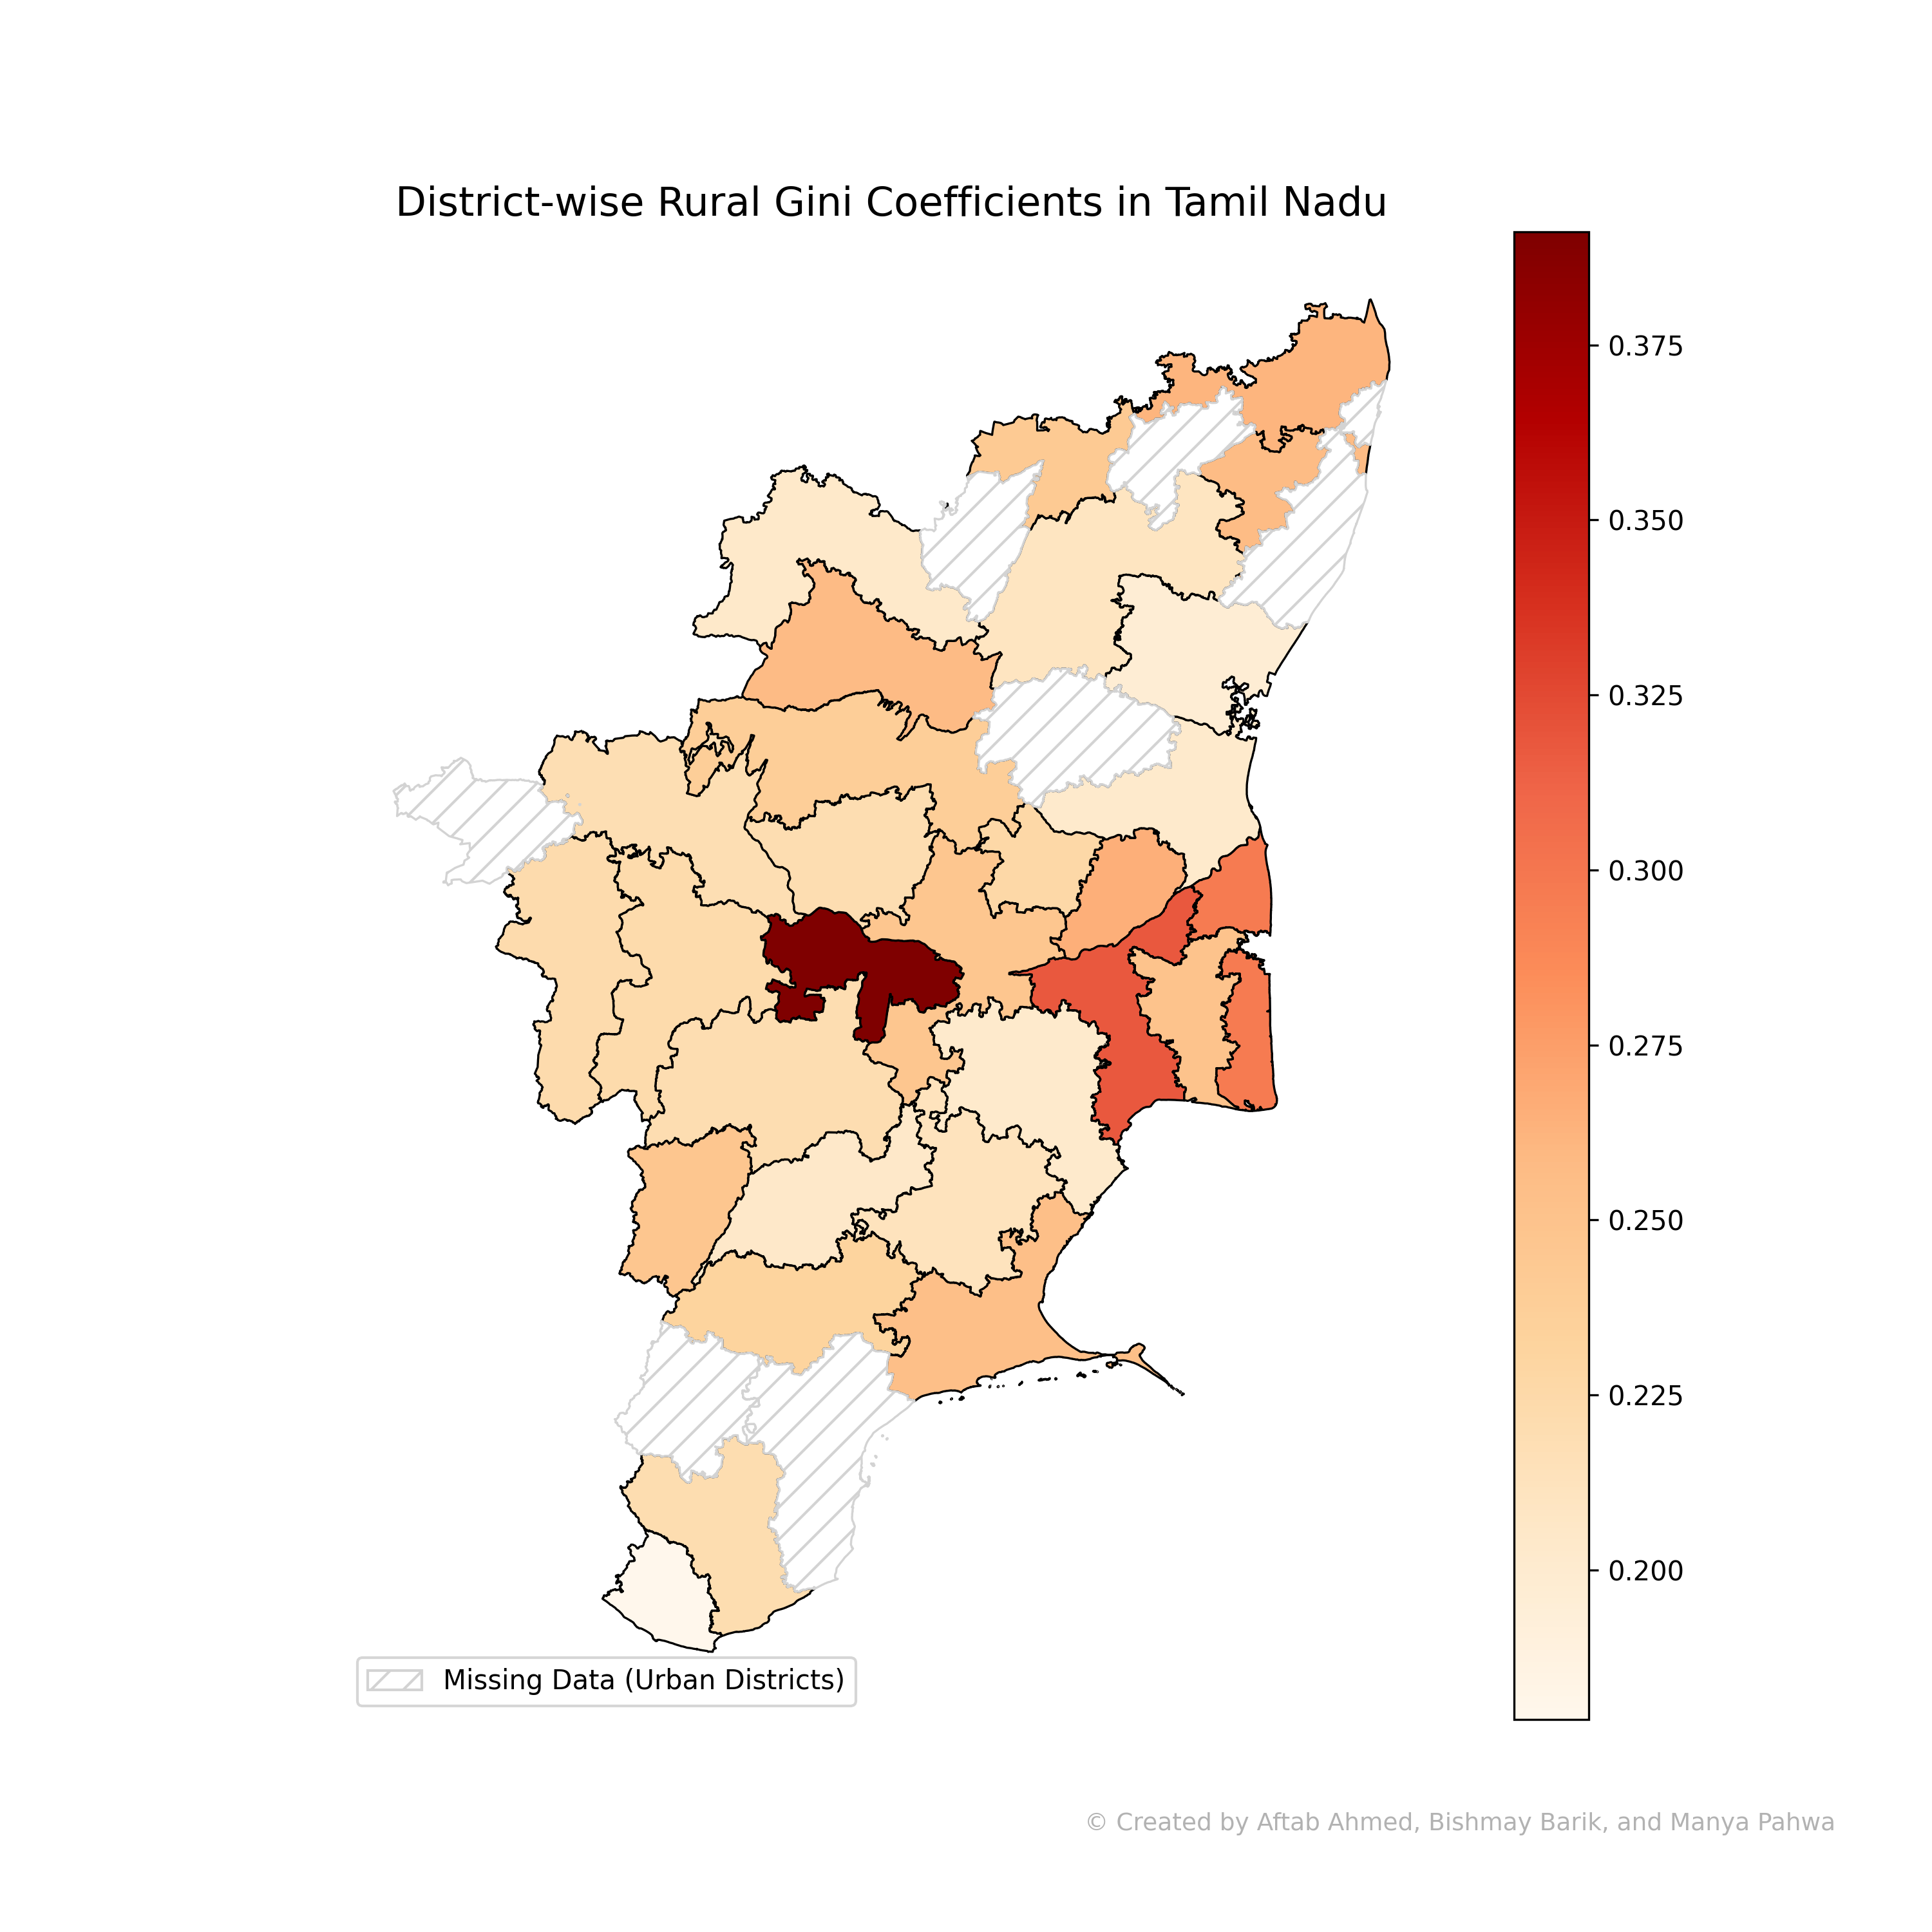 District-wise Rural Gini Coefficients in Tamil Nadu
0.375
0.350
0.325
0.300
0.275
0.250
0.225
0.200
Missing Data (Urban Districts)
© Created by Aftab Ahmed, Bishmay Barik, and Manya Pahwa